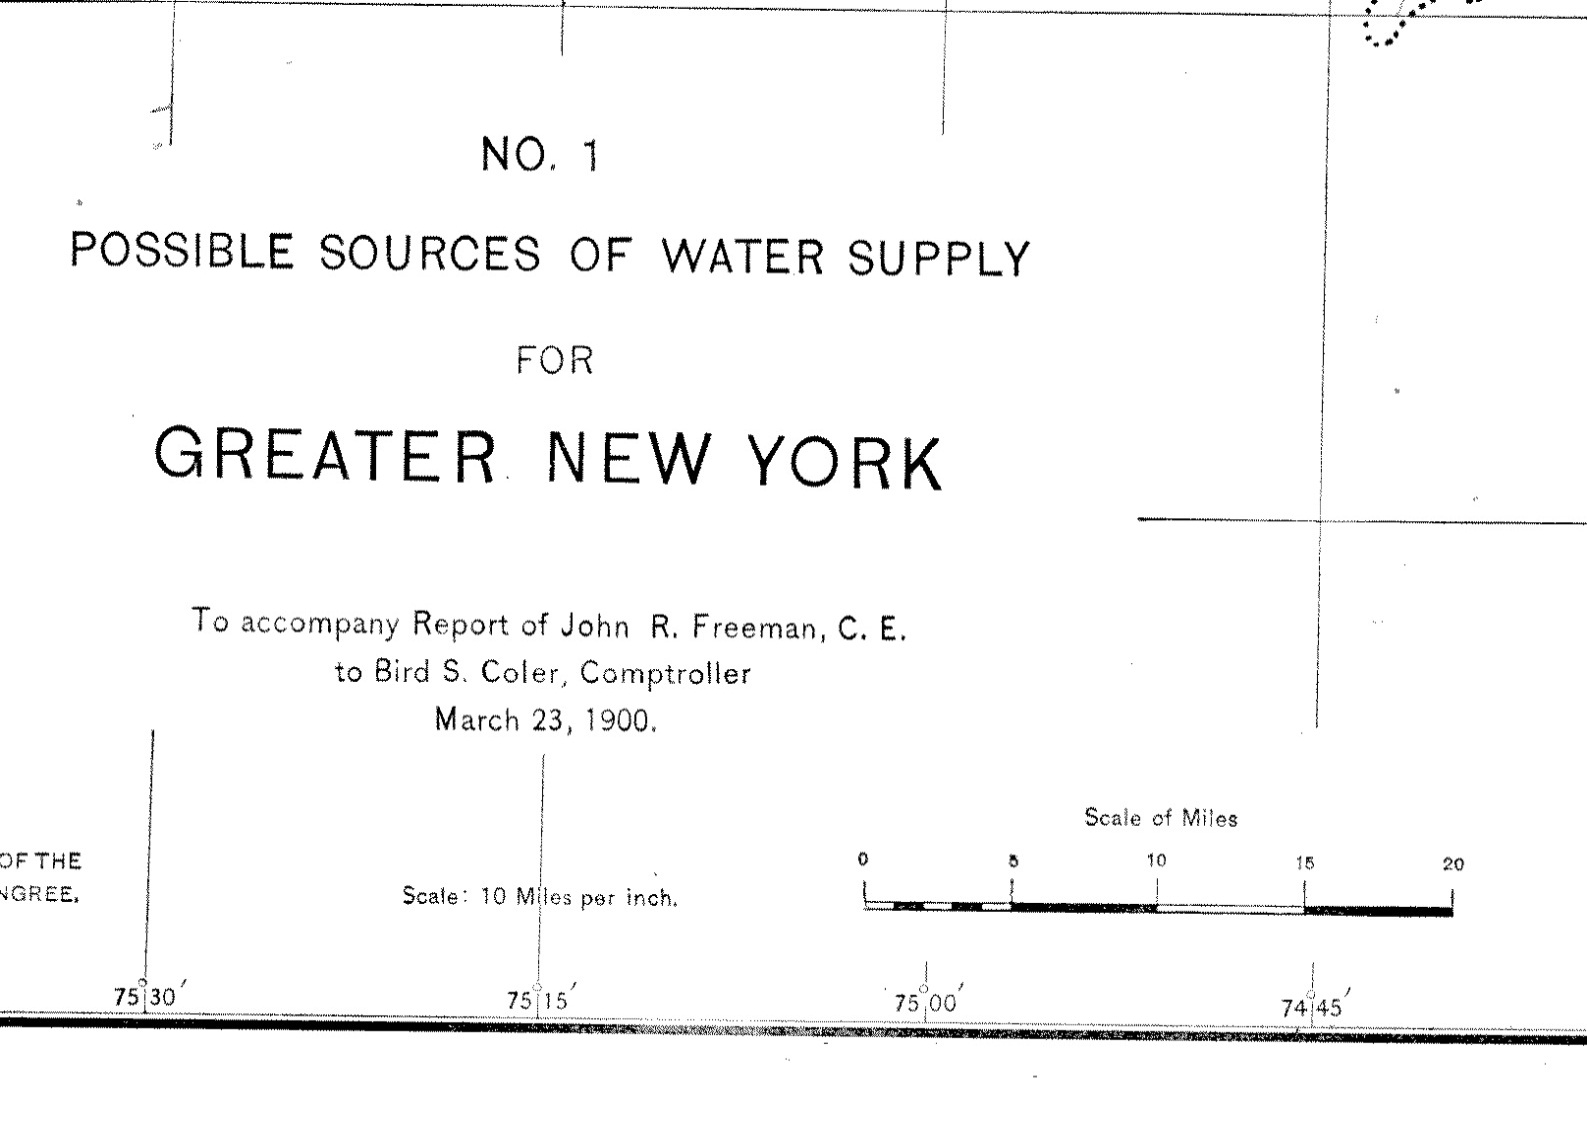 NO. 1
POSSIBLE SOURCES OF WATER SUPPLY
FOR
GREATER NEW YORK
To accompany Report of John R. Freeman, C. E.
to Bird S. Coler, Comptroller
March 23, 1900.
Scale of Miles
0 5 10 15 20
OF THE
NGREE.
Scale: 10 Miles per inch.
75°30′ 75°15′ 75°00′ 74°45′